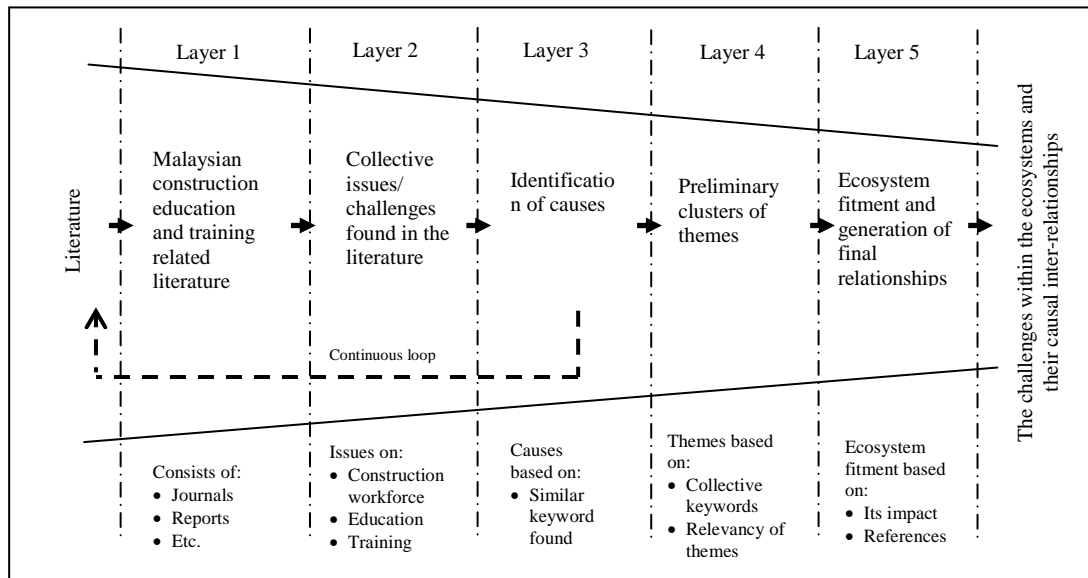 Layer 1
Layer 2
Layer 3
Layer 4
Layer 5
Literature
Malaysian
construction
education
and training
related
literature
Collective
issues/
challenges
found in the
literature
Identificatio
n of causes
Preliminary
clusters of
themes
Ecosystem
fitment and
generation of
final
relationships
The challenges within the ecosystems and
their causal inter-relationships
Continuous loop
Consists of:
• Journals
• Reports
• Etc.
Issues on:
• Construction
workforce
• Education
• Training
Causes
based on:
• Similar
keyword
found
Themes based
on:
• Collective
keywords
• Relevancy of
themes
Ecosystem
fitment based
on:
• Its impact
• References